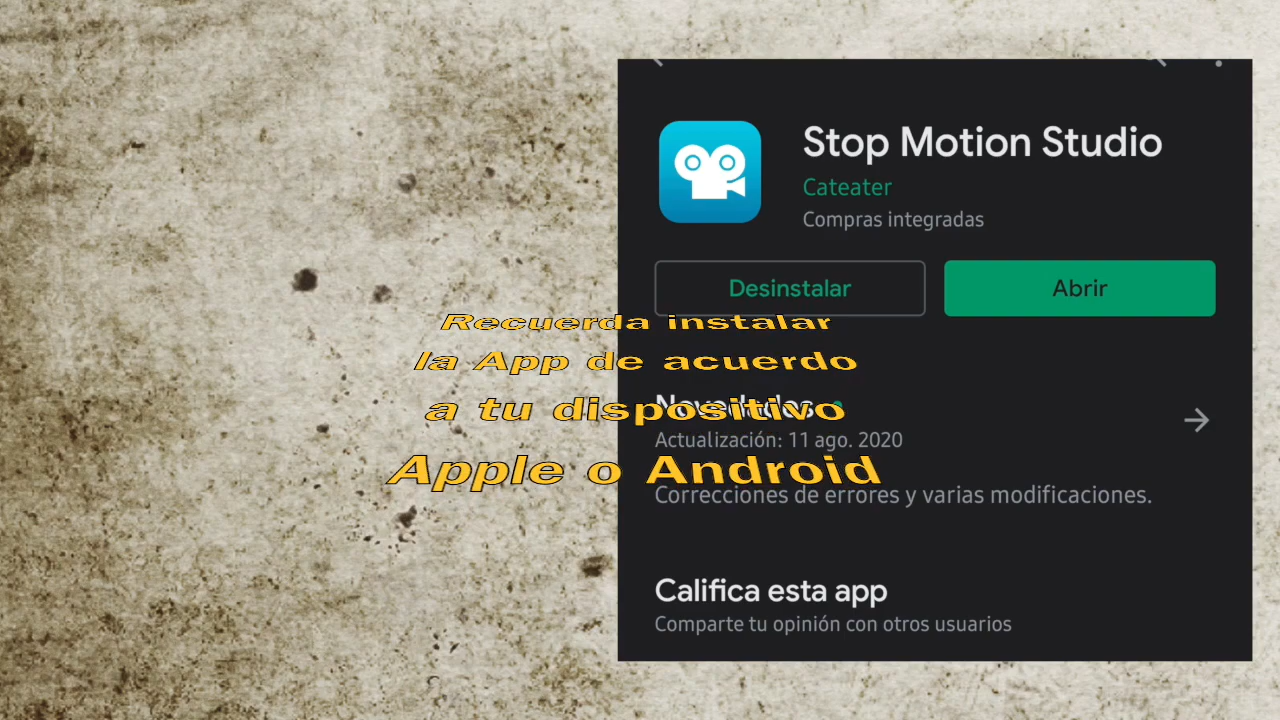 Stop Motion Studio
Cateater
Compras integradas
Desinstalar
Abrir
Recuerda instalar
la App de acuerdo
a tu dispositivo
Apple o Android
Novedades
Actualización: 11 ago. 2020
Correcciones de errores y varias modificaciones.
Califica esta app
Comparte tu opinión con otros usuarios